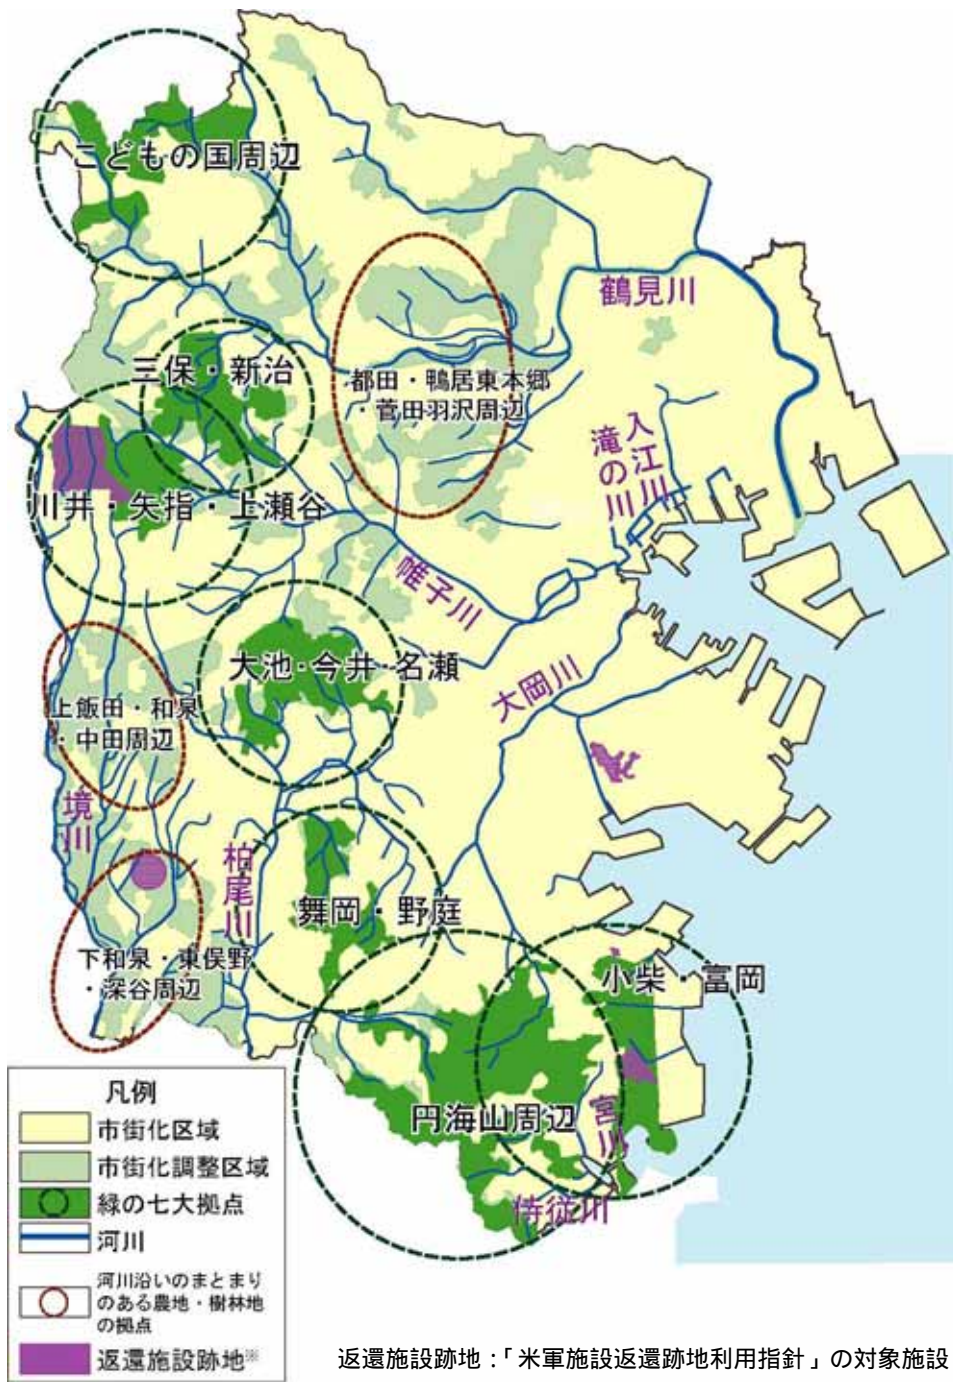 こどもの国周辺
鶴見川
三保・新治
都田・鴨居東本郷
・菅田羽沢周辺
入江川
滝の川
川井・矢指・上瀬谷
帷子川
大池・今井・名瀬
大岡川
上飯田・和泉
・中田周辺
境川
柏尾川
舞岡・野庭
下和泉・東俣野
・深谷周辺
小柴・富岡
円海山周辺
宮川
侍従川
凡例
市街化区域
市街化調整区域
緑の七大拠点
河川
河川沿いのまとまり
のある農地・樹林地
の拠点
返還施設跡地※
返還施設跡地:「米軍施設返還跡地利用指針」の対象施設